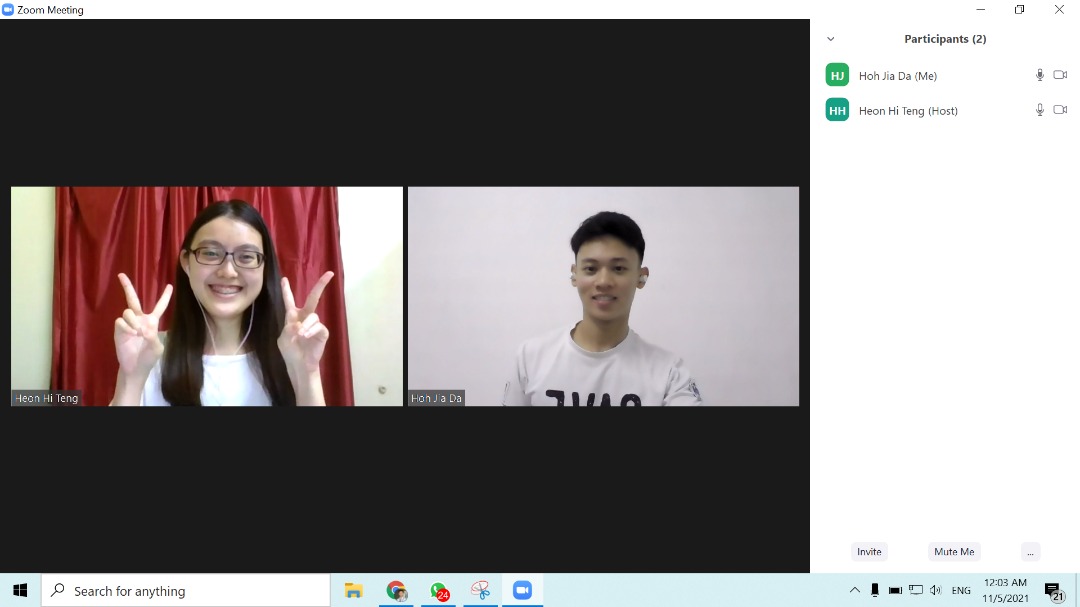 Zoom Meeting
Participants (2)
HJ Hoh Jia Da (Me)
HH Heon Hi Teng (Host)
Heon Hi Teng
Hoh Jia Da
Invite
Mute Me
...
Search for anything
24
ENG
12:03 AM
11/5/2021
21